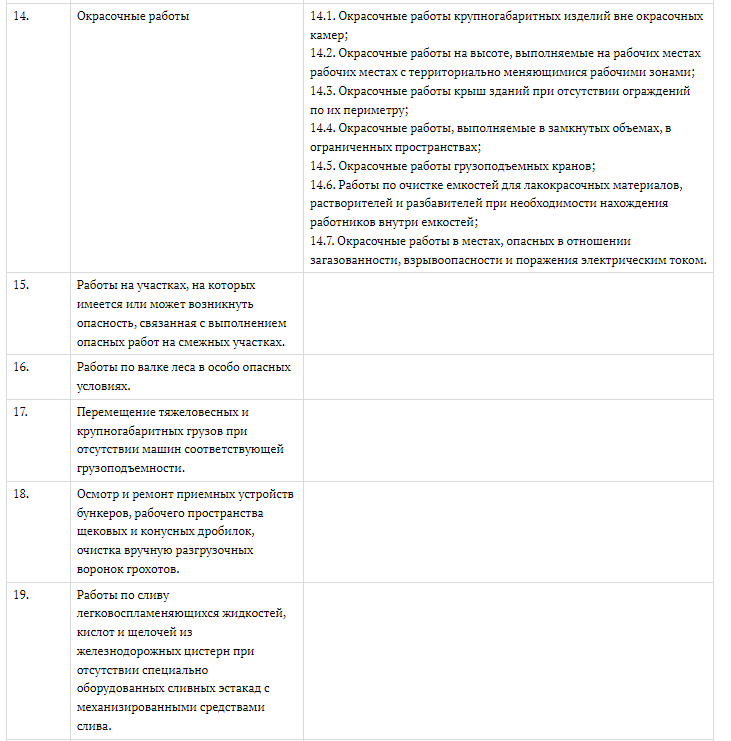 14.
Окрасочные работы
14.1. Окрасочные работы крупногабаритных изделий вне окрасочных
камер;
14.2. Окрасочные работы на высоте, выполняемые на рабочих местах
рабочих местах с территориально меняющимися рабочими зонами;
14.3. Окрасочные работы крыш зданий при отсутствии ограждений
по их периметру;
14.4. Окрасочные работы, выполняемые в замкнутых объемах, в
ограниченных пространствах;
14.5. Окрасочные работы грузоподъемных кранов;
14.6. Работы по очистке емкостей для лакокрасочных материалов,
растворителей и разбавителей при необходимости нахождения
работников внутри емкостей;
14.7. Окрасочные работы в местах, опасных в отношении
загазованности, взрывоопасности и поражения электрическим током.
15.
Работы на участках, на которых
имеется или может возникнуть
опасность, связанная с выполнением
опасных работ на смежных участках.
16.
Работы по валке леса в особо опасных
условиях.
17.
Перемещение тяжеловесных и
крупногабаритных грузов при
отсутствии машин соответствующей
грузоподъемности.
18.
Осмотр и ремонт приемных устройств
бункеров, рабочего пространства
щековых и конусных дробилок,
очистка вручную разгрузочных
воронок грохотов.
19.
Работы по сливу
легковоспламеняющихся жидкостей,
кислот и щелочей из
железнодорожных цистерн при
отсутствии специально
оборудованных сливных эстакад с
механизированными средствами
слива.